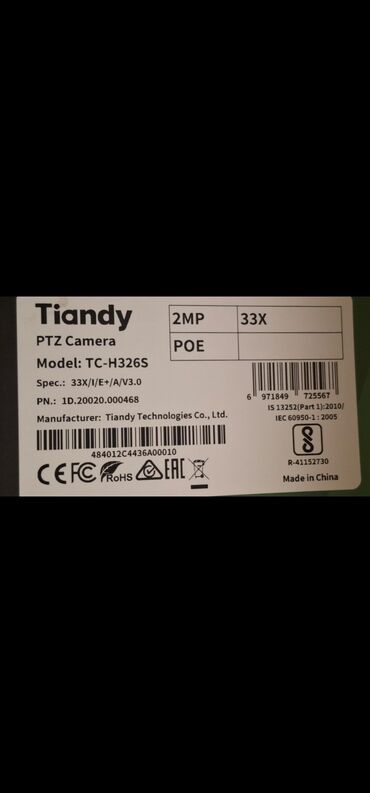 Tiandy
PTZ Camera
Model: TC-H326S
Spec.: 33X/I/E+/A/V3.0
PN.: 1D.20020.000468
Manufacturer: Tiandy Technologies Co., Ltd.
484012C4436A00010
CE FC RoHS EAC
2MP 33X
POE
6 971849 725567
IS 13252(Part 1):2010/
IEC 60950-1 : 2005
R-41152730
Made in China